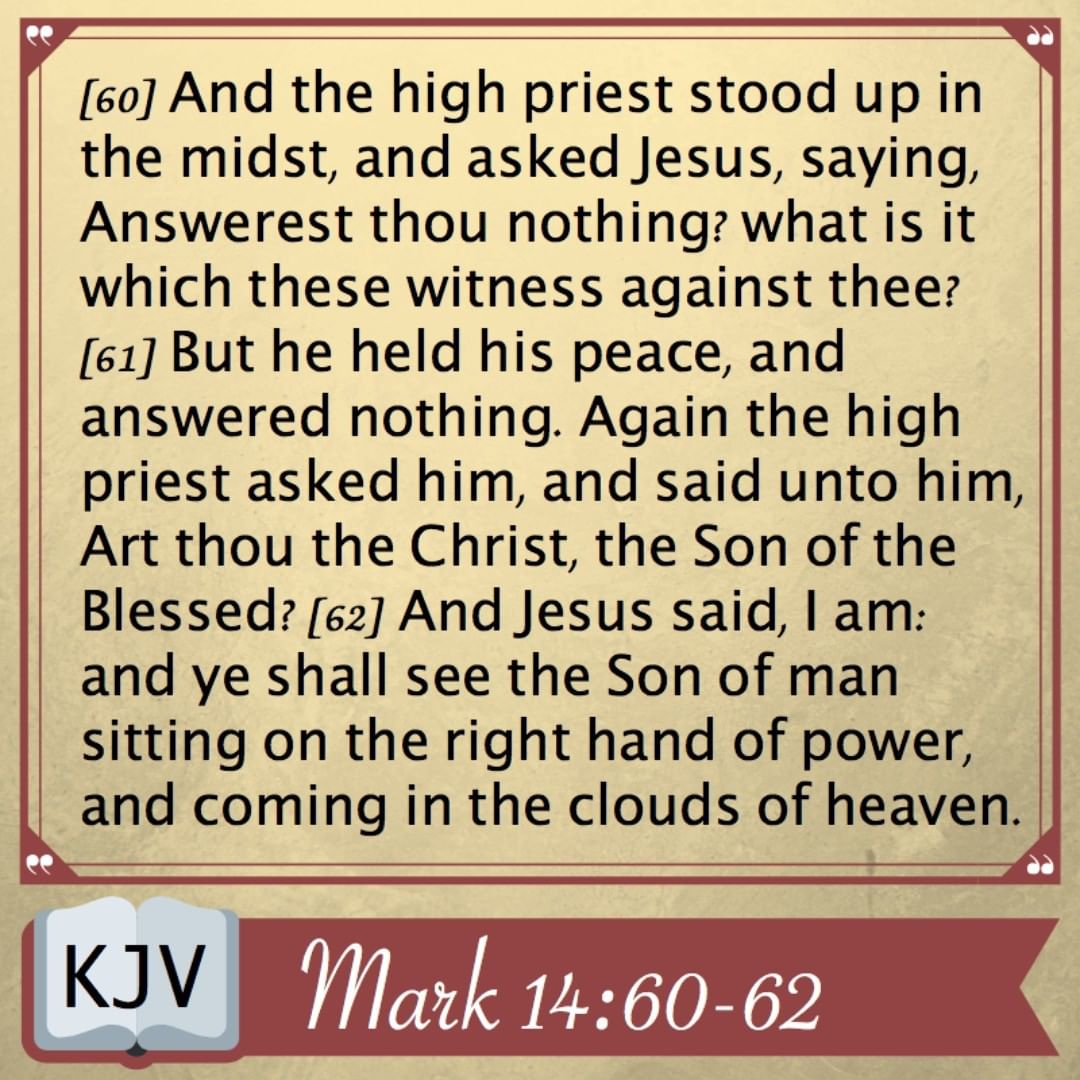 [60] And the high priest stood up in
the midst, and asked Jesus, saying,
Answerest thou nothing? what is it
which these witness against thee?
[61] But he held his peace, and
answered nothing. Again the high
priest asked him, and said unto him,
Art thou the Christ, the Son of the
Blessed? [62] And Jesus said, I am:
and ye shall see the Son of man
sitting on the right hand of power,
and coming in the clouds of heaven.
KJV
Mark 14:60-62